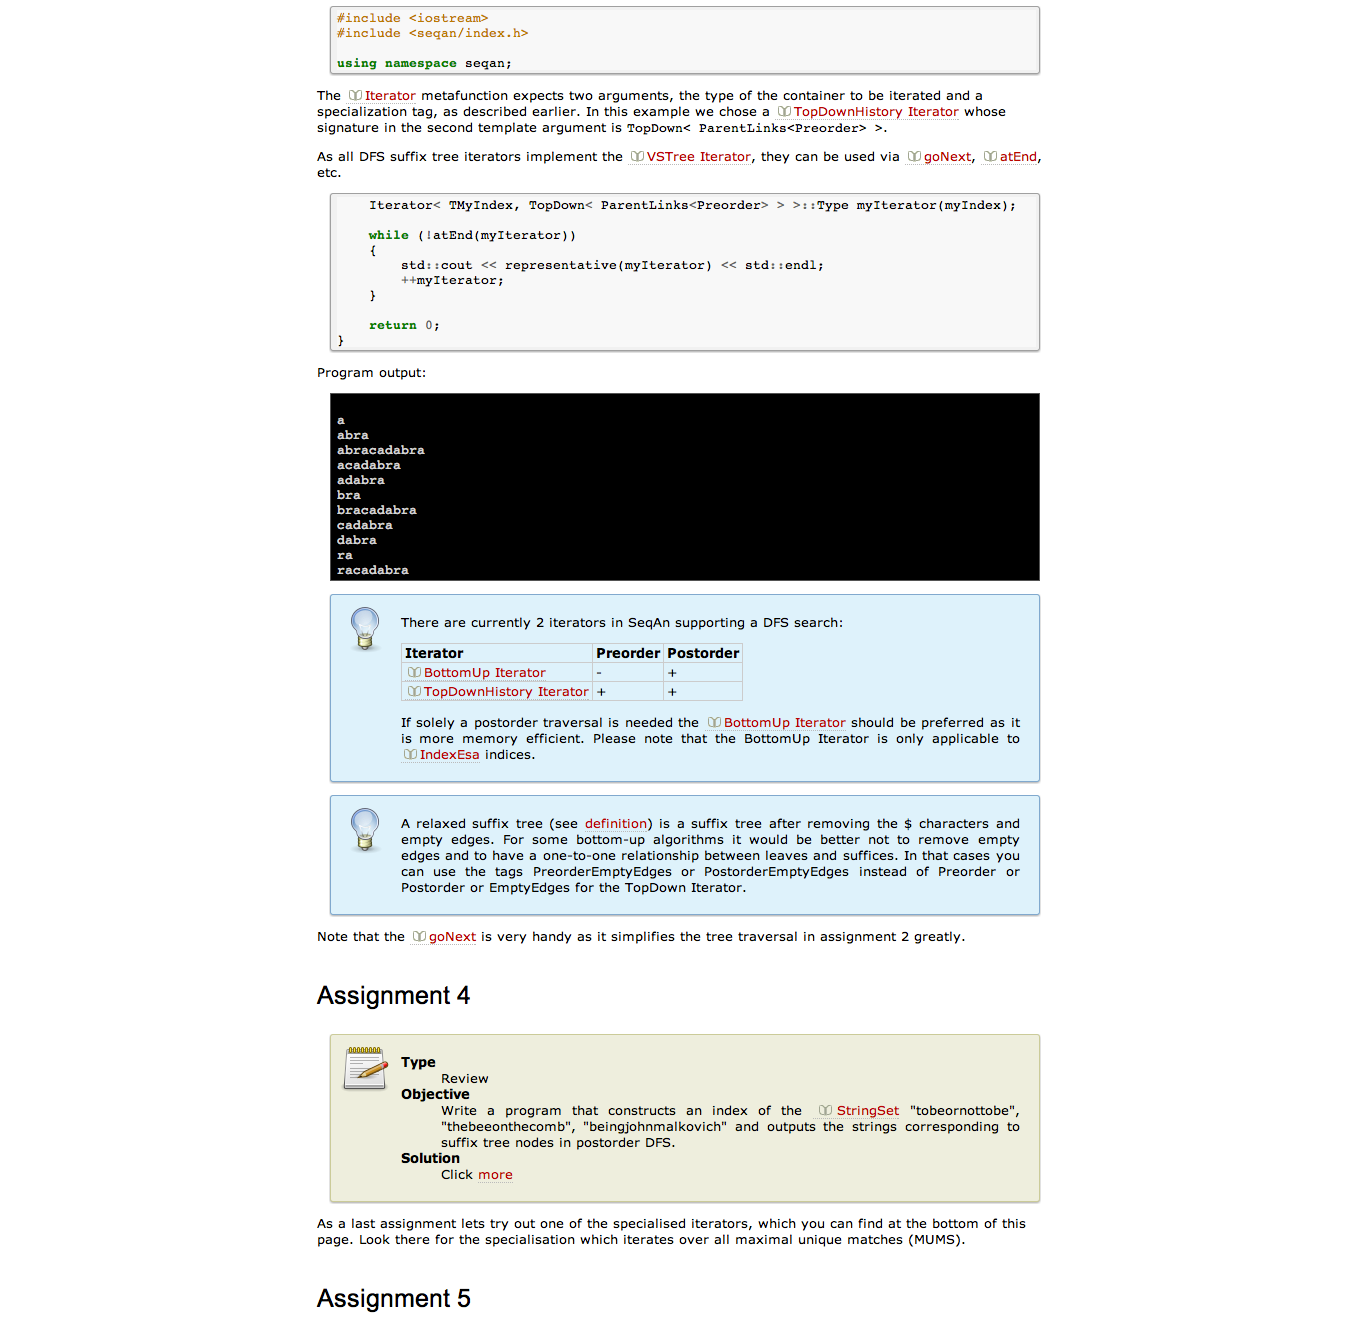 #include <iostream>
#include <seqan/index.h>
using namespace seqan;
The Iterator metafunction expects two arguments, the type of the container to be iterated and a
specialization tag, as described earlier. In this example we chose a TopDownHistory Iterator whose
signature in the second template argument is TopDown< ParentLinks<Preorder> >.
As all DFS suffix tree iterators implement the VSTree Iterator, they can be used via goNext, atEnd,
etc.
Iterator< TMyIndex, TopDown< ParentLinks<Preorder> > >::Type myIterator(myIndex);
while (!atEnd(myIterator))
{
std::cout << representative(myIterator) << std::endl;
++myIterator;
}
return 0;
}
Program output:
a
abra
abracadabra
acadabra
adabra
bra
bracadabra
cadabra
dabra
ra
racadabra
There are currently 2 iterators in SeqAn supporting a DFS search:
Iterator Preorder Postorder
BottomUp Iterator - +
TopDownHistory Iterator + +
If solely a postorder traversal is needed the BottomUp Iterator should be preferred as it
is more memory efficient. Please note that the BottomUp Iterator is only applicable to
IndexEsa indices.
A relaxed suffix tree (see definition) is a suffix tree after removing the $ characters and
empty edges. For some bottom-up algorithms it would be better not to remove empty
edges and to have a one-to-one relationship between leaves and suffices. In that cases you
can use the tags PreorderEmptyEdges or PostorderEmptyEdges instead of Preorder or
Postorder or EmptyEdges for the TopDown Iterator.
Note that the goNext is very handy as it simplifies the tree traversal in assignment 2 greatly.
Assignment 4
Type
Review
Objective
Write a program that constructs an index of the StringSet "tobeornottobe",
"thebeeonthecomb", "beingjohnmalkovich" and outputs the strings corresponding to
suffix tree nodes in postorder DFS.
Solution
Click more
As a last assignment lets try out one of the specialised iterators, which you can find at the bottom of this
page. Look there for the specialisation which iterates over all maximal unique matches (MUMS).
Assignment 5